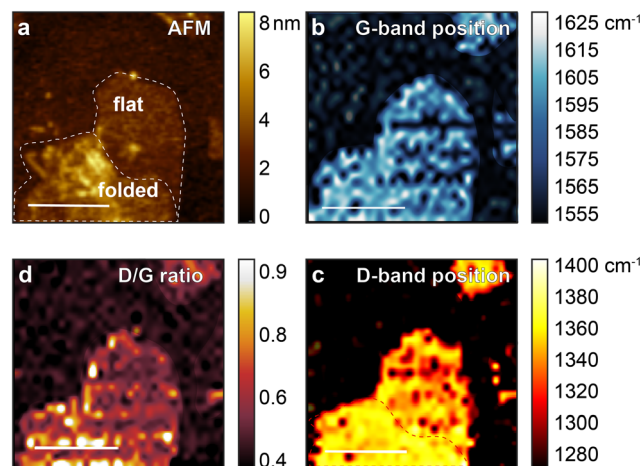 a AFM
flat
folded
8 nm
6
4
2
0
b G-band position
1625 cm⁻¹
1615
1605
1595
1585
1575
1565
1555
d D/G ratio
0.9
0.8
0.6
0.4
c D-band position
1400 cm⁻¹
1380
1360
1340
1320
1300
1280